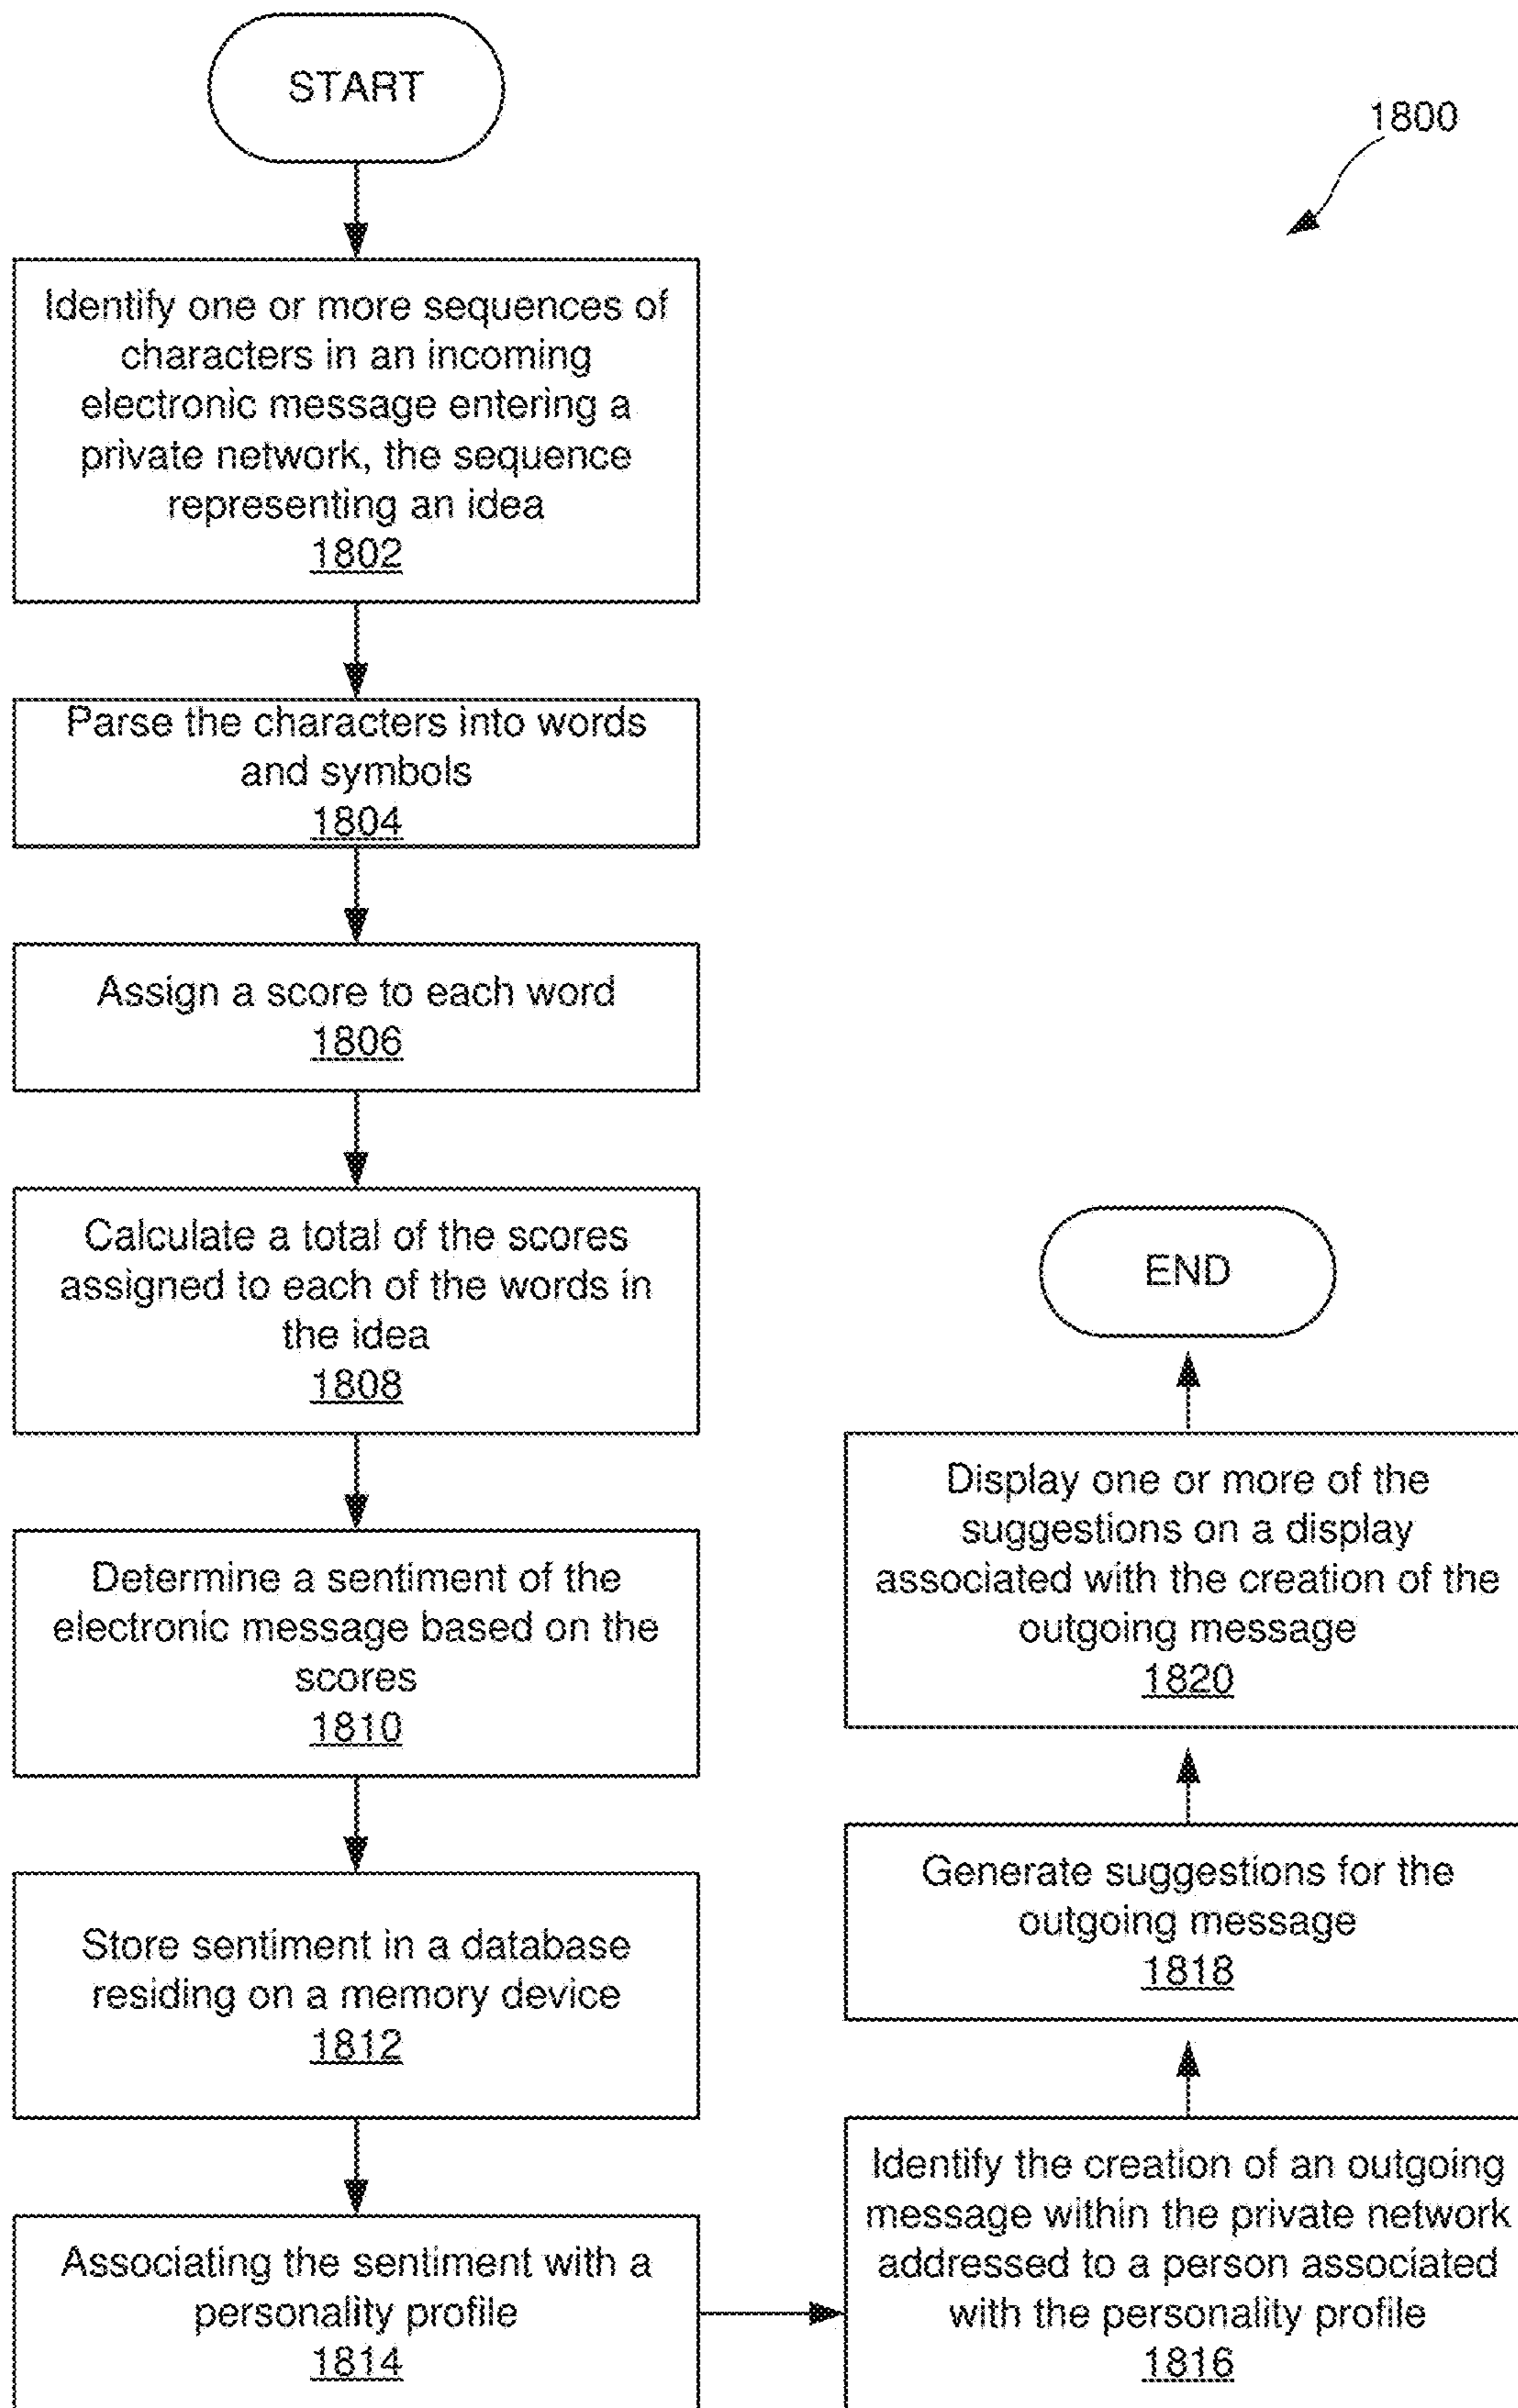 START
1800
Identify one or more sequences of
characters in an incoming
electronic message entering a
private network, the sequence
representing an idea
1802
Parse the characters into words
and symbols
1804
Assign a score to each word
1806
Calculate a total of the scores
assigned to each of the words in
the idea
1808
Determine a sentiment of the
electronic message based on the
scores
1810
Store sentiment in a database
residing on a memory device
1812
Associating the sentiment with a
personality profile
1814
Identify the creation of an outgoing
message within the private network
addressed to a person associated
with the personality profile
1816
Generate suggestions for the
outgoing message
1818
Display one or more of the
suggestions on a display
associated with the creation of the
outgoing message
1820
END